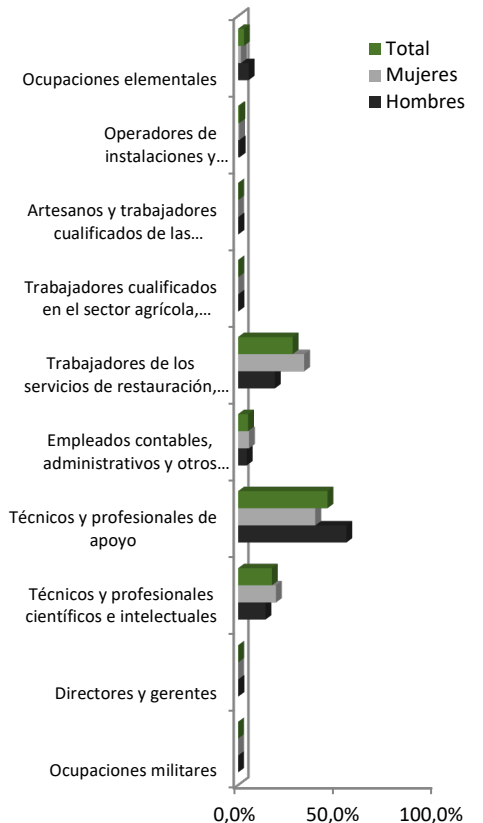 Total
Mujeres
Hombres
Ocupaciones elementales
Operadores de
instalaciones y...
Artesanos y trabajadores
cualificados de las...
Trabajadores cualificados
en el sector agrícola,...
Trabajadores de los
servicios de restauración,...
Empleados contables,
administrativos y otros...
Técnicos y profesionales de
apoyo
Técnicos y profesionales
científicos e intelectuales
Directores y gerentes
Ocupaciones militares
0,0% 50,0% 100,0%